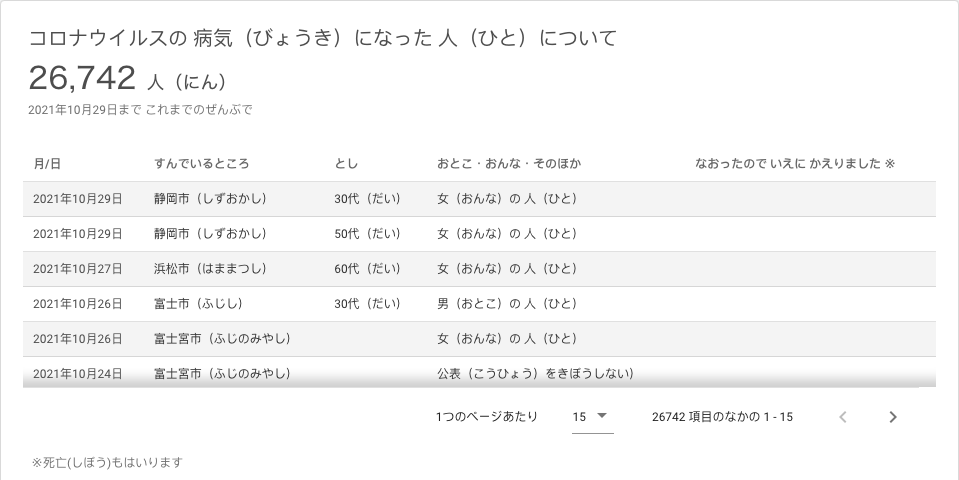 コロナウイルスの 病気（びょうき）になった 人（ひと）について
26,742 人（にん）
2021年10月29日まで これまでのぜんぶで
月/日 すんでいるところ とし おとこ・おんな・そのほか なおったので いえに かえりました ※
2021年10月29日 静岡市（しずおかし） 30代（だい） 女（おんな）の 人（ひと）
2021年10月29日 静岡市（しずおかし） 50代（だい） 女（おんな）の 人（ひと）
2021年10月27日 浜松市（はままつし） 60代（だい） 女（おんな）の 人（ひと）
2021年10月26日 富士市（ふじし） 30代（だい） 男（おとこ）の 人（ひと）
2021年10月26日 富士宮市（ふじのみやし） 女（おんな）の 人（ひと）
2021年10月24日 富士宮市（ふじのみやし） 公表（こうひょう）をきぼうしない）
1つのページあたり 15 26742 項目のなかの 1 - 15
※死亡(しぼう)もはいります